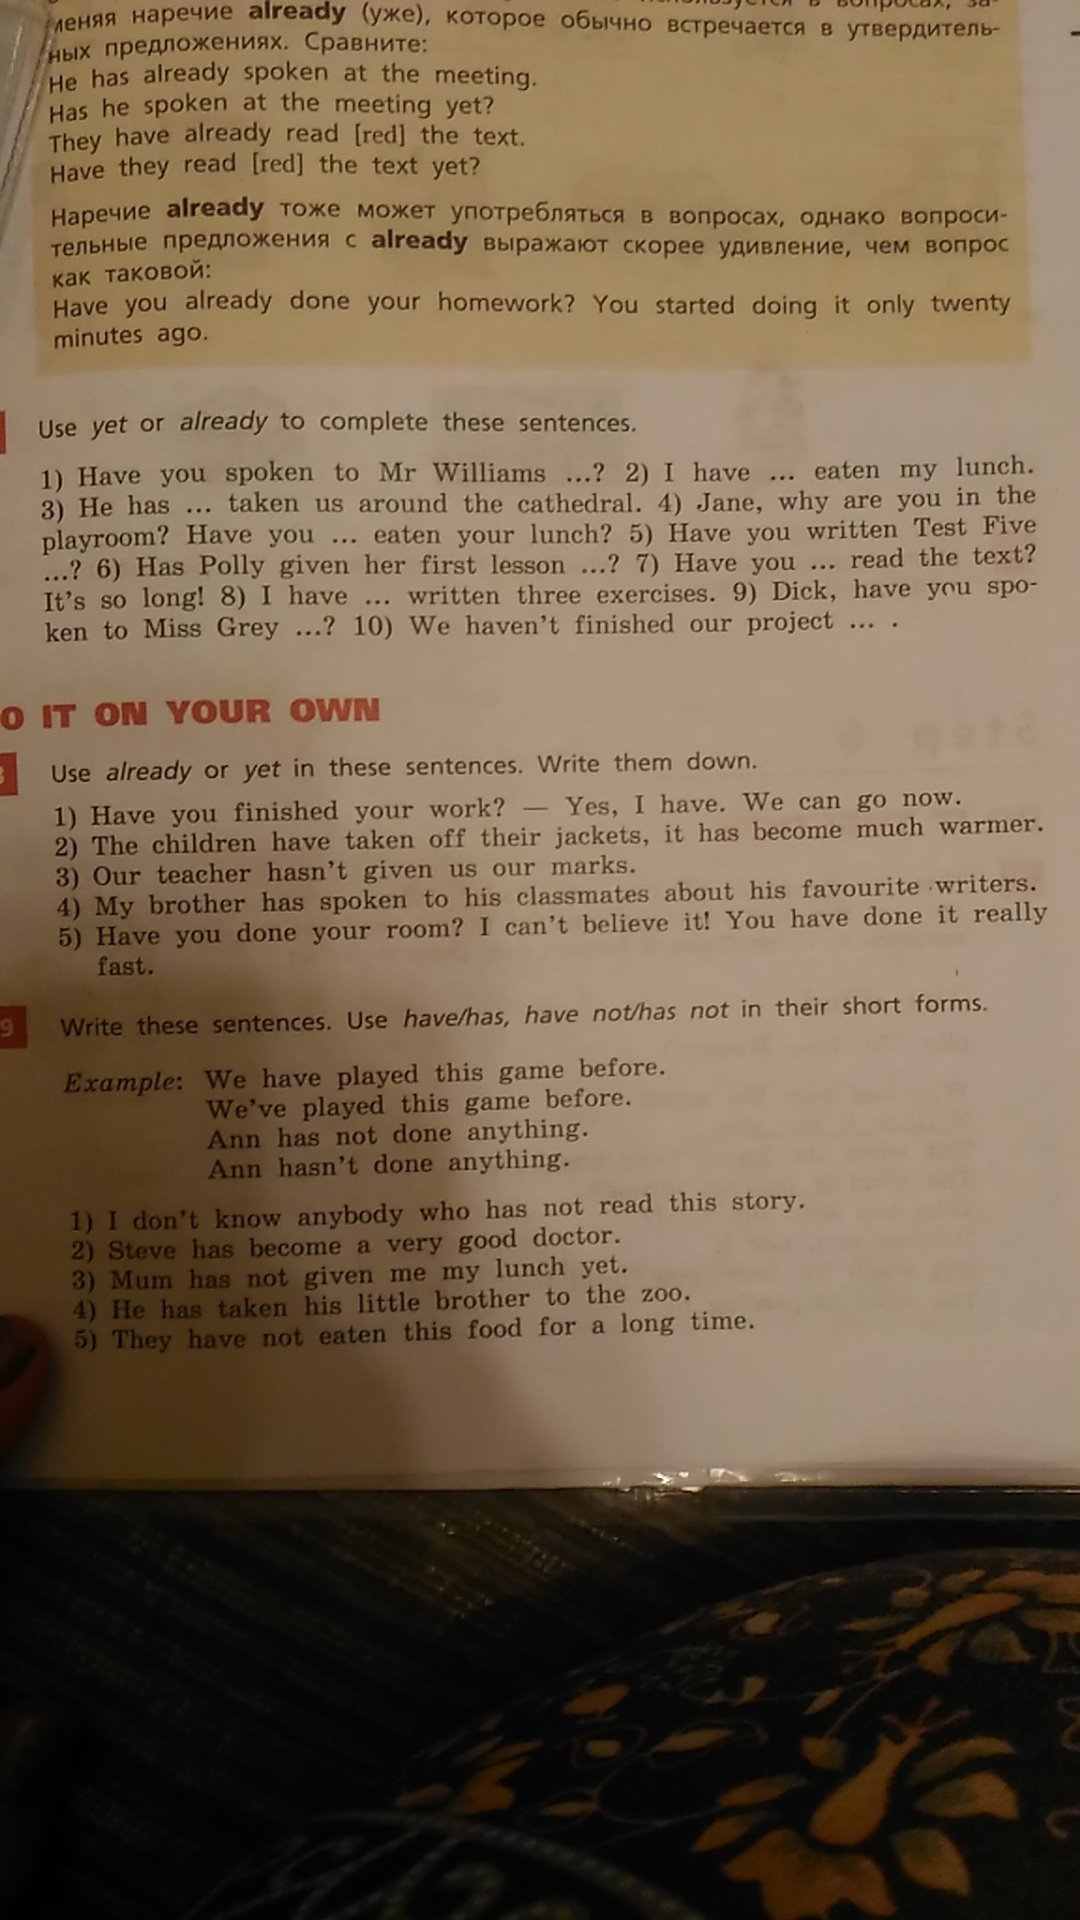 меняя наречие already (уже), которое обычно встречается в утвердитель-
ных предложениях. Сравните:
He has already spoken at the meeting.
Has he spoken at the meeting yet?
They have already read [red] the text.
Have they read [red] the text yet?
Наречие already тоже может употребляться в вопросах, однако вопроси-
тельные предложения с already выражают скорее удивление, чем вопрос
как таковой:
Have you already done your homework? You started doing it only twenty
minutes ago.
Use yet or already to complete these sentences.
1) Have you spoken to Mr Williams ...? 2) I have ... eaten my lunch.
3) He has ... taken us around the cathedral. 4) Jane, why are you in the
playroom? Have you ... eaten your lunch? 5) Have you written Test Five
...? 6) Has Polly given her first lesson ...? 7) Have you ... read the text?
It's so long! 8) I have ... written three exercises. 9) Dick, have you spo-
ken to Miss Grey ...? 10) We haven't finished our project ... .
O IT ON YOUR OWN
Use already or yet in these sentences. Write them down.
1) Have you finished your work? — Yes, I have. We can go now.
2) The children have taken off their jackets, it has become much warmer.
3) Our teacher hasn't given us our marks.
4) My brother has spoken to his classmates about his favourite writers.
5) Have you done your room? I can't believe it! You have done it really
fast.
9 Write these sentences. Use have/has, have not/has not in their short forms.
Example: We have played this game before.
We've played this game before.
Ann has not done anything.
Ann hasn't done anything.
1) I don't know anybody who has not read this story.
2) Steve has become a very good doctor.
3) Mum has not given me my lunch yet.
4) He has taken his little brother to the zoo.
5) They have not eaten this food for a long time.